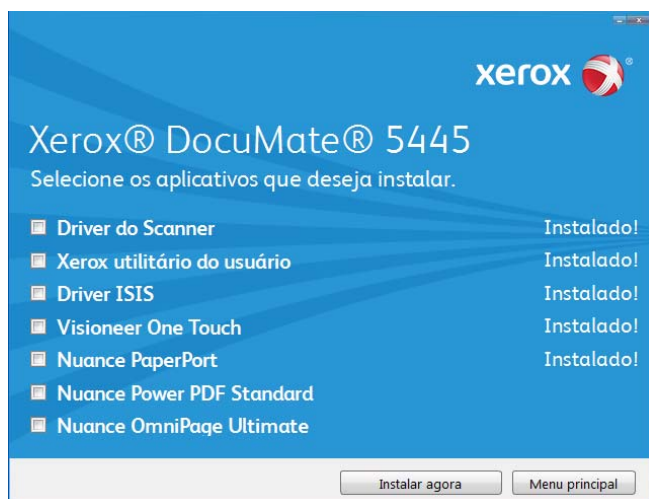 xerox ®
Xerox® DocuMate® 5445
Selecione os aplicativos que deseja instalar.
Driver do Scanner Instalado!
Xerox utilitário do usuário Instalado!
Driver ISIS Instalado!
Visioneer One Touch Instalado!
Nuance PaperPort Instalado!
Nuance Power PDF Standard
Nuance OmniPage Ultimate
Instalar agora Menu principal